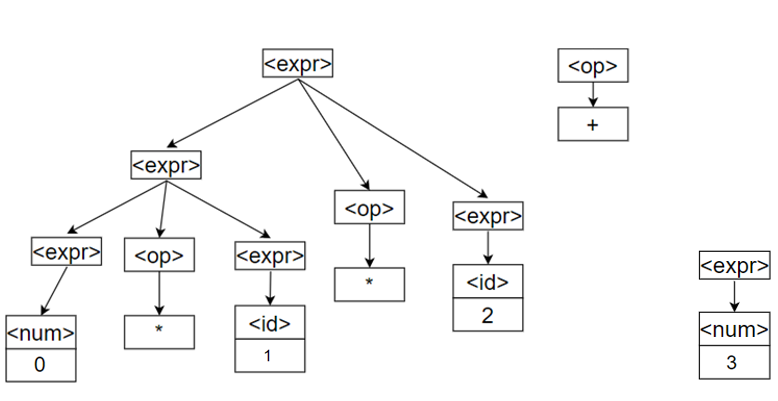 <expr>
<op>
+
<expr>
<op>
<expr>
<expr>
<op>
<expr>
<expr>
*
<id>
2
<num>
0
*
<id>
1
<num>
3